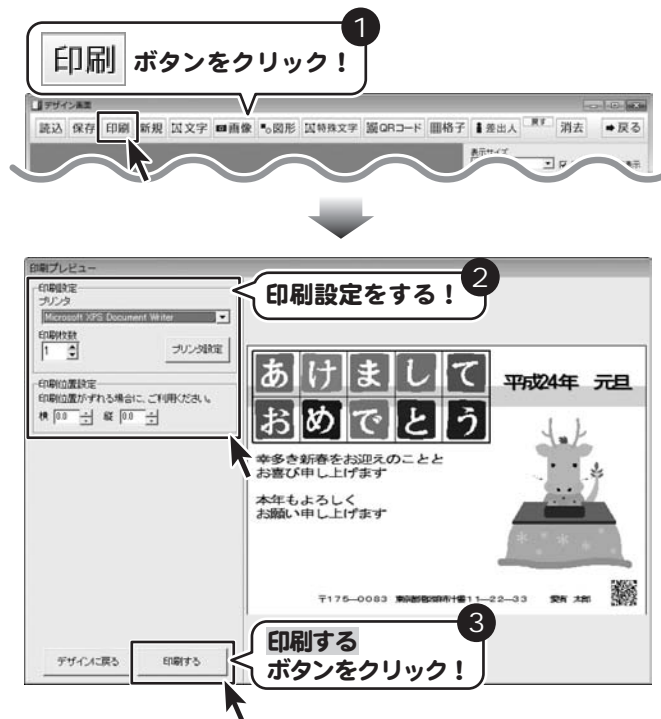 1
印刷 ボタンをクリック！
デザイン画面
読込 保存 印刷 新規 文字 画像 図形 特殊文字 QRコード 格子 差出人 戻す 消去 戻る
表示サイズ
2
印刷プレビュー
印刷設定
プリンタ
Microsoft XPS Document Writer
印刷枚数
1 プリンタ設定
印刷設定をする！
印刷位置設定
印刷位置がずれる場合に、ご利用ください。
横 0.0 縦 0.0
あけまして
おめでとう
平成24年 元旦
幸多き新春をお迎えのことと
お喜び申し上げます
本年もよろしく
お願い申し上げます
〒175―0083 11―22―33 愛有 太郎
3
デザインに戻る 印刷する
印刷する
ボタンをクリック！